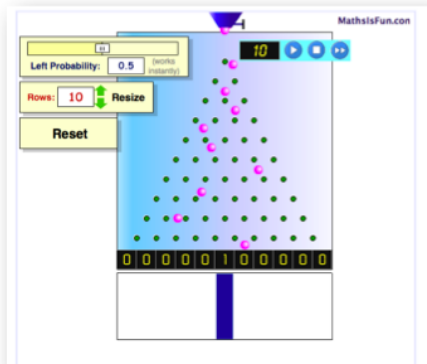 MathsIsFun.con
10
Left Probability: 0.5 (works instantly)
Rows: 10 Resize
Reset
0 0 0 0 0 1 0 0 0 0 0